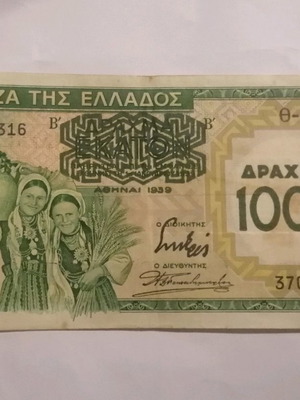 ΖΑ ΤΗΣ ΕΛΛΑΔΟΣ
316 Β΄ Β΄ Θ-
ΕΚΑΤΟΝ
ΑΘΗΝΑΙ 1939
ΔΡΑΧ
100
Ο ΔΙΟΙΚΗΤΗΣ
Ο ΔΙΕΥΘΥΝΤΗΣ
370